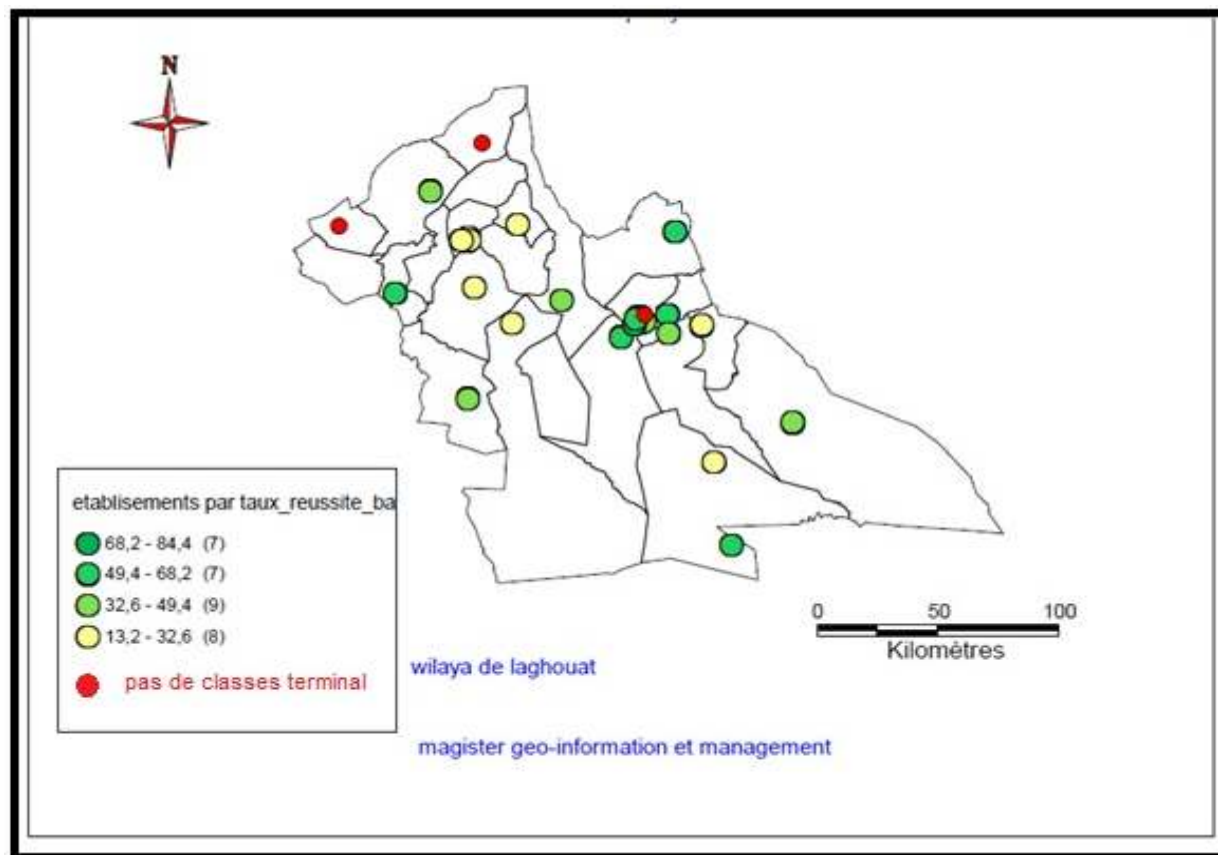 N
etablisements par taux_reussite_ba
68,2 - 84,4 (7)
49,4 - 68,2 (7)
32,6 - 49,4 (9)
13,2 - 32,6 (8)
pas de classes terminal
0 50 100
Kilomètres
wilaya de laghouat
magister geo-information et management